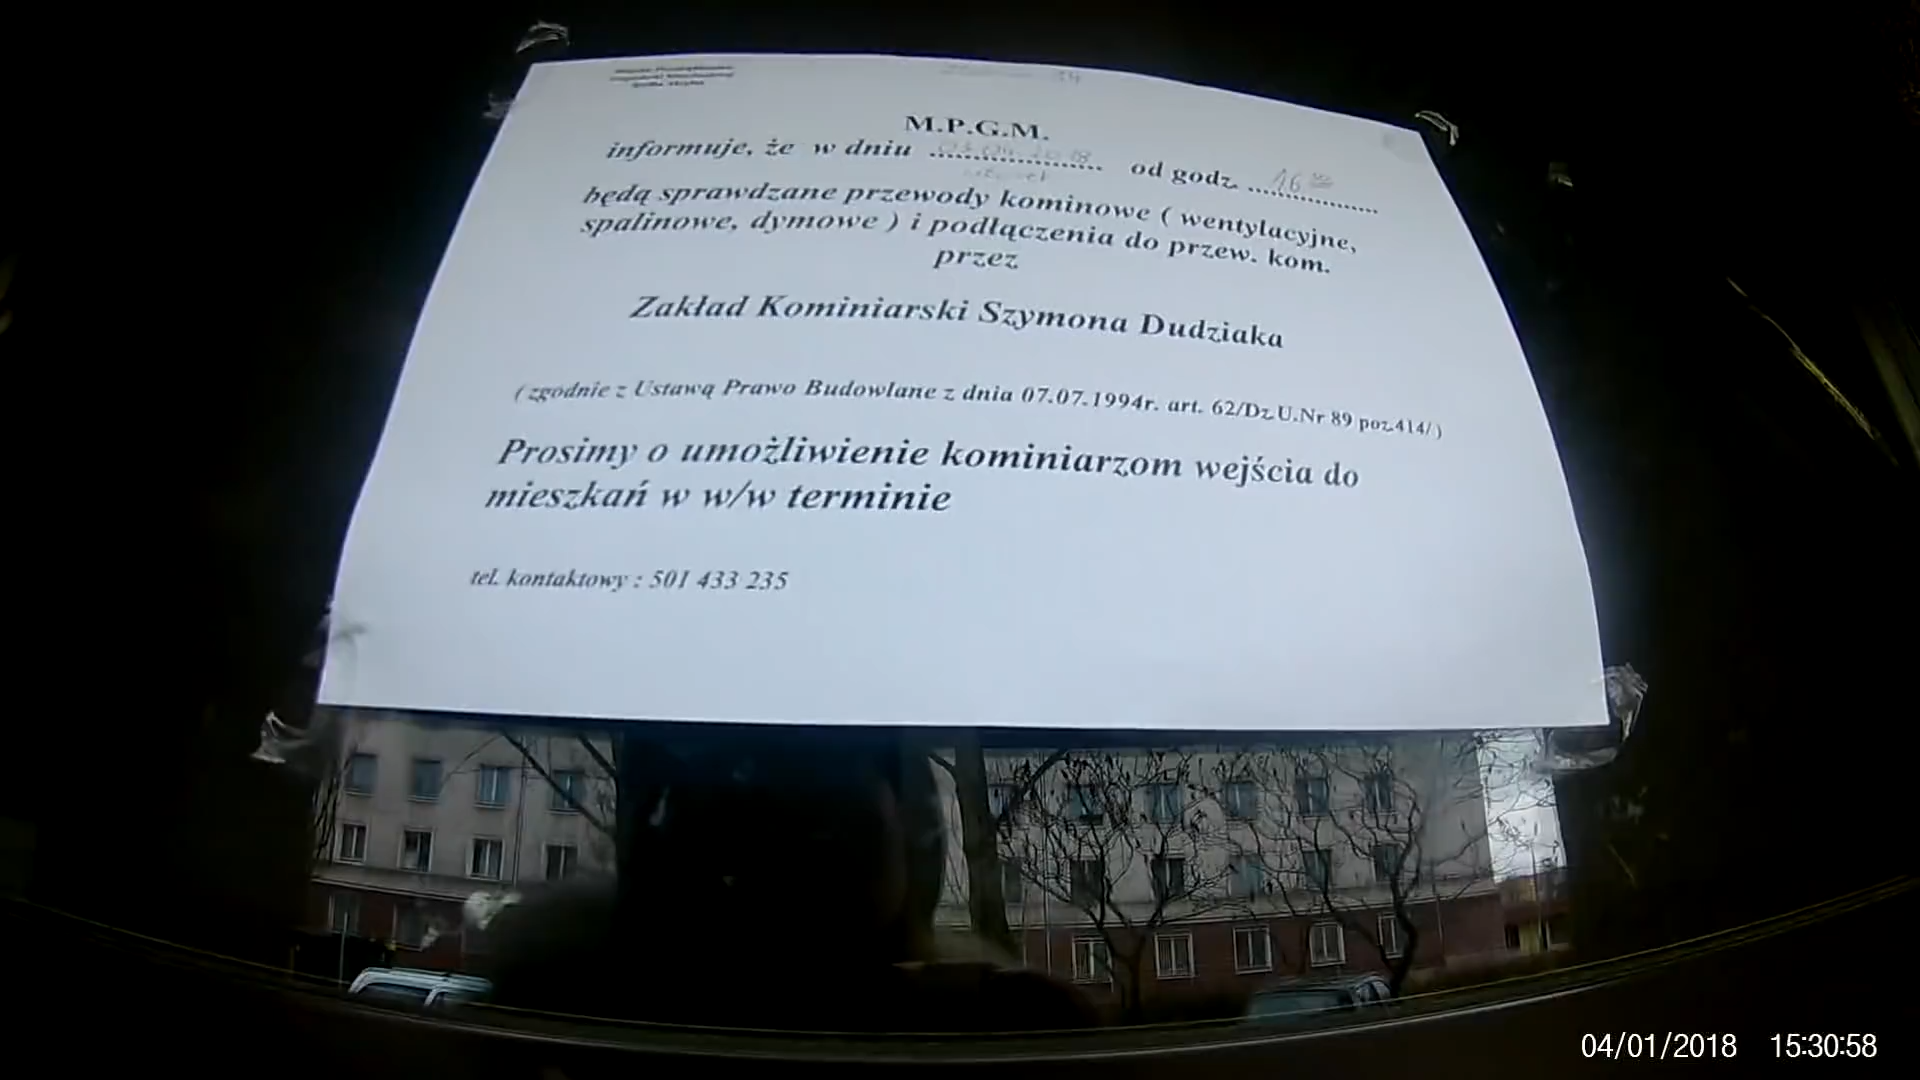 M.P.G.M.
informuje, że w dniu .................... od godz. 16 00
będą sprawdzane przewody kominowe ( wentylacyjne,
spalinowe, dymowe ) i podłączenia do przew. kom.
przez
Zakład Kominiarski Szymona Dudziaka
( zgodnie z Ustawą Prawo Budowlane z dnia 07.07.1994r. art. 62/Dz.U.Nr 89 poz.414/ )
Prosimy o umożliwienie kominiarzom wejścia do
mieszkań w w/w terminie
tel. kontaktowy : 501 433 235
04/01/2018 15:30:58